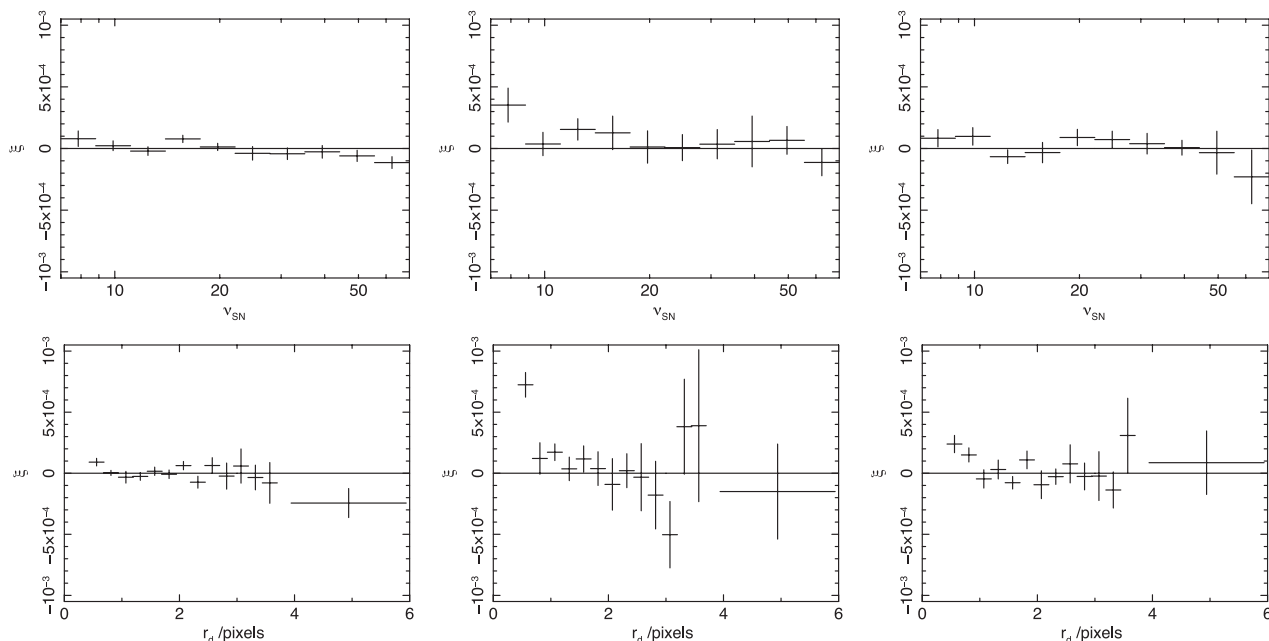 10⁻³
5×10⁻⁴
0
−5×10⁻⁴
−10⁻³
ξ
10 20 50
ν_SN
10⁻³
5×10⁻⁴
0
−5×10⁻⁴
−10⁻³
ξ
10 20 50
ν_SN
10⁻³
5×10⁻⁴
0
−5×10⁻⁴
−10⁻³
ξ
10 20 50
ν_SN
10⁻³
5×10⁻⁴
0
−5×10⁻⁴
−10⁻³
ξ
0 2 4 6
r_d /pixels
10⁻³
5×10⁻⁴
0
−5×10⁻⁴
−10⁻³
ξ
0 2 4 6
r_d /pixels
10⁻³
5×10⁻⁴
0
−5×10⁻⁴
−10⁻³
ξ
0 2 4 6
r_d /pixels